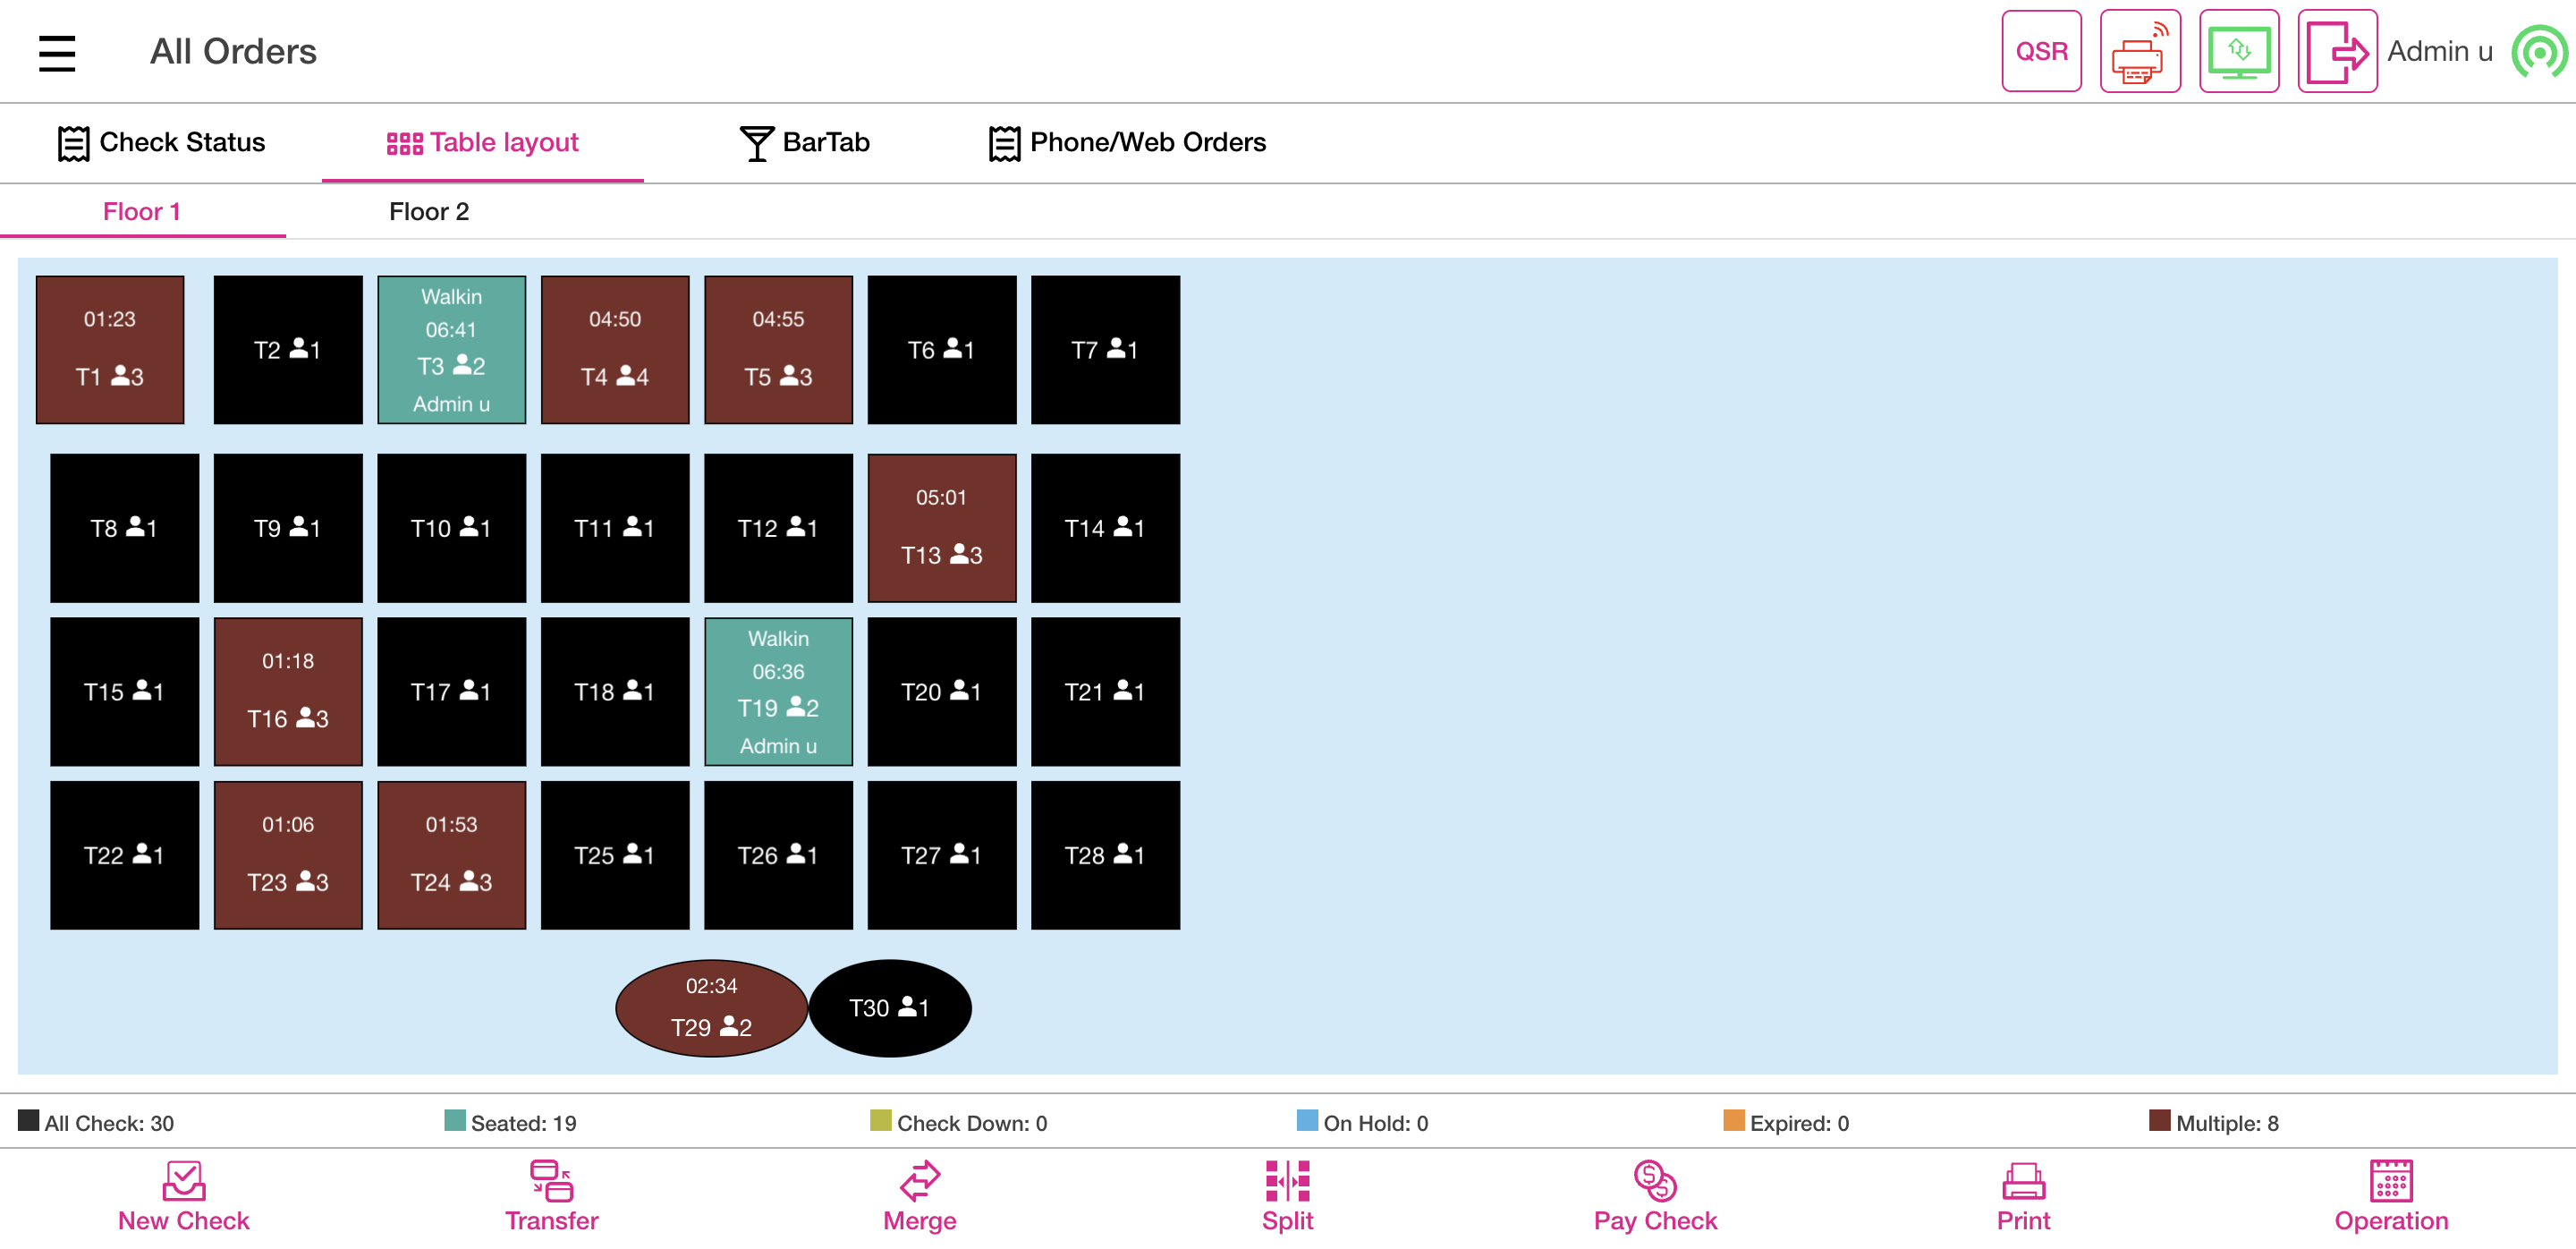 All Orders
QSR
Admin u
Check Status
Table layout
BarTab
Phone/Web Orders
Floor 1
Floor 2
01:23
T1 3
T2 1
Walkin
06:41
T3 2
Admin u
04:50
T4 4
04:55
T5 3
T6 1
T7 1
T8 1
T9 1
T10 1
T11 1
T12 1
05:01
T13 3
T14 1
T15 1
01:18
T16 3
T17 1
T18 1
Walkin
06:36
T19 2
Admin u
T20 1
T21 1
T22 1
01:06
T23 3
01:53
T24 3
T25 1
T26 1
T27 1
T28 1
02:34
T29 2
T30 1
All Check: 30
Seated: 19
Check Down: 0
On Hold: 0
Expired: 0
Multiple: 8
New Check
Transfer
Merge
Split
Pay Check
Print
Operation